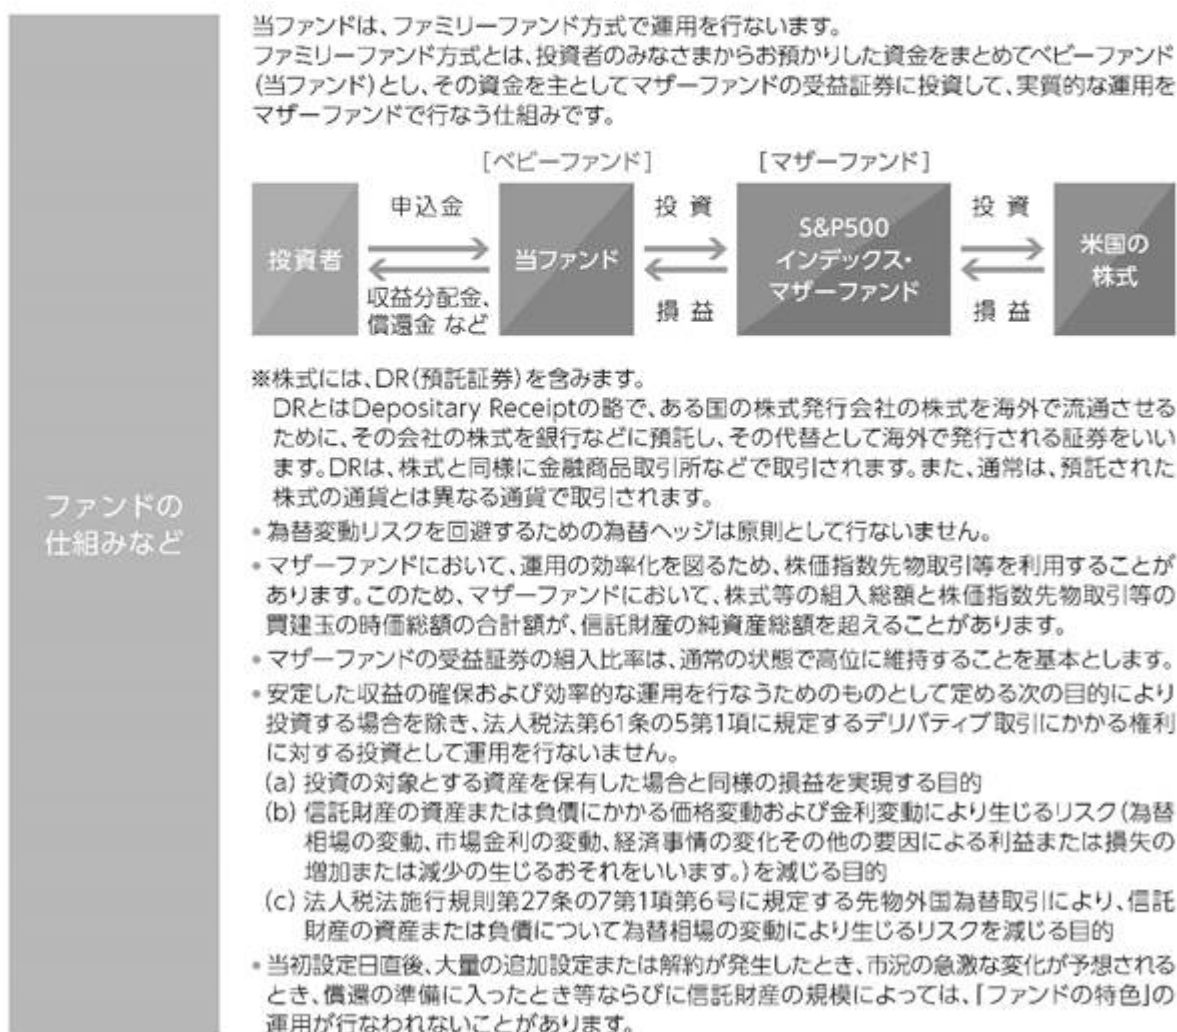 当ファンドは、ファミリーファンド方式で運用を行ないます。
ファミリーファンド方式とは、投資者のみなさまからお預かりした資金をまとめてベビーファンド
(当ファンド)とし、その資金を主としてマザーファンドの受益証券に投資して、実質的な運用を
マザーファンドで行なう仕組みです。
[ベビーファンド]
[マザーファンド]
投資者
申込金
収益分配金、
償還金 など
当ファンド
投 資
損 益
S&P500
インデックス・
マザーファンド
投 資
損 益
米国の
株式
ファンドの
仕組みなど
※株式には、DR(預託証券)を含みます。
DRとはDepositary Receiptの略で、ある国の株式発行会社の株式を海外で流通させる
ために、その会社の株式を銀行などに預託し、その代替として海外で発行される証券をいい
ます。DRは、株式と同様に金融商品取引所などで取引されます。また、通常は、預託された
株式の通貨とは異なる通貨で取引されます。
• 為替変動リスクを回避するための為替ヘッジは原則として行ないません。
• マザーファンドにおいて、運用の効率化を図るため、株価指数先物取引等を利用することが
あります。このため、マザーファンドにおいて、株式等の組入総額と株価指数先物取引等の
買建玉の時価総額の合計額が、信託財産の純資産総額を超えることがあります。
• マザーファンドの受益証券の組入比率は、通常の状態で高位に維持することを基本とします。
• 安定した収益の確保および効率的な運用を行なうためのものとして定める次の目的により
投資する場合を除き、法人税法第61条の5第1項に規定するデリバティブ取引にかかる権利
に対する投資として運用を行ないません。
(a) 投資の対象とする資産を保有した場合と同様の損益を実現する目的
(b) 信託財産の資産または負債にかかる価格変動および金利変動により生じるリスク(為替
相場の変動、市場金利の変動、経済事情の変化その他の要因による利益または損失の
増加または減少の生じるおそれをいいます。)を減じる目的
(c) 法人税法施行規則第27条の7第1項第6号に規定する先物外国為替取引により、信託
財産の資産または負債について為替相場の変動により生じるリスクを減じる目的
• 当初設定日直後、大量の追加設定または解約が発生したとき、市況の急激な変化が予想される
とき、償還の準備に入ったとき等ならびに信託財産の規模によっては、「ファンドの特色」の
運用が行なわれないことがあります。